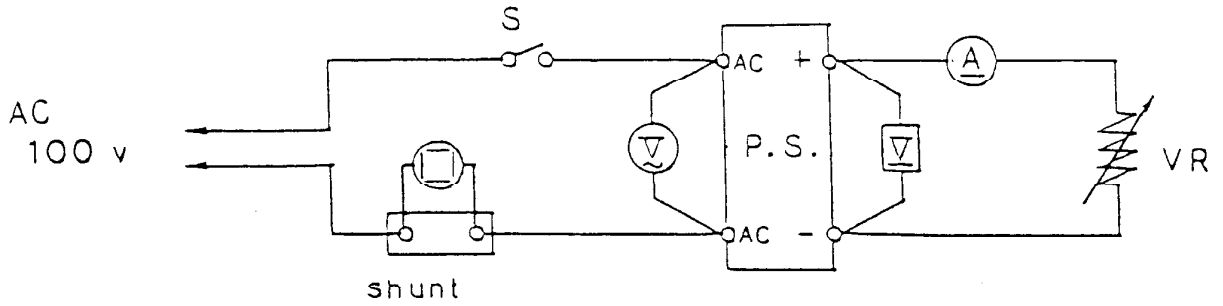 S
AC
100 v
AC + A
V P.S. V
VR
AC -
shunt